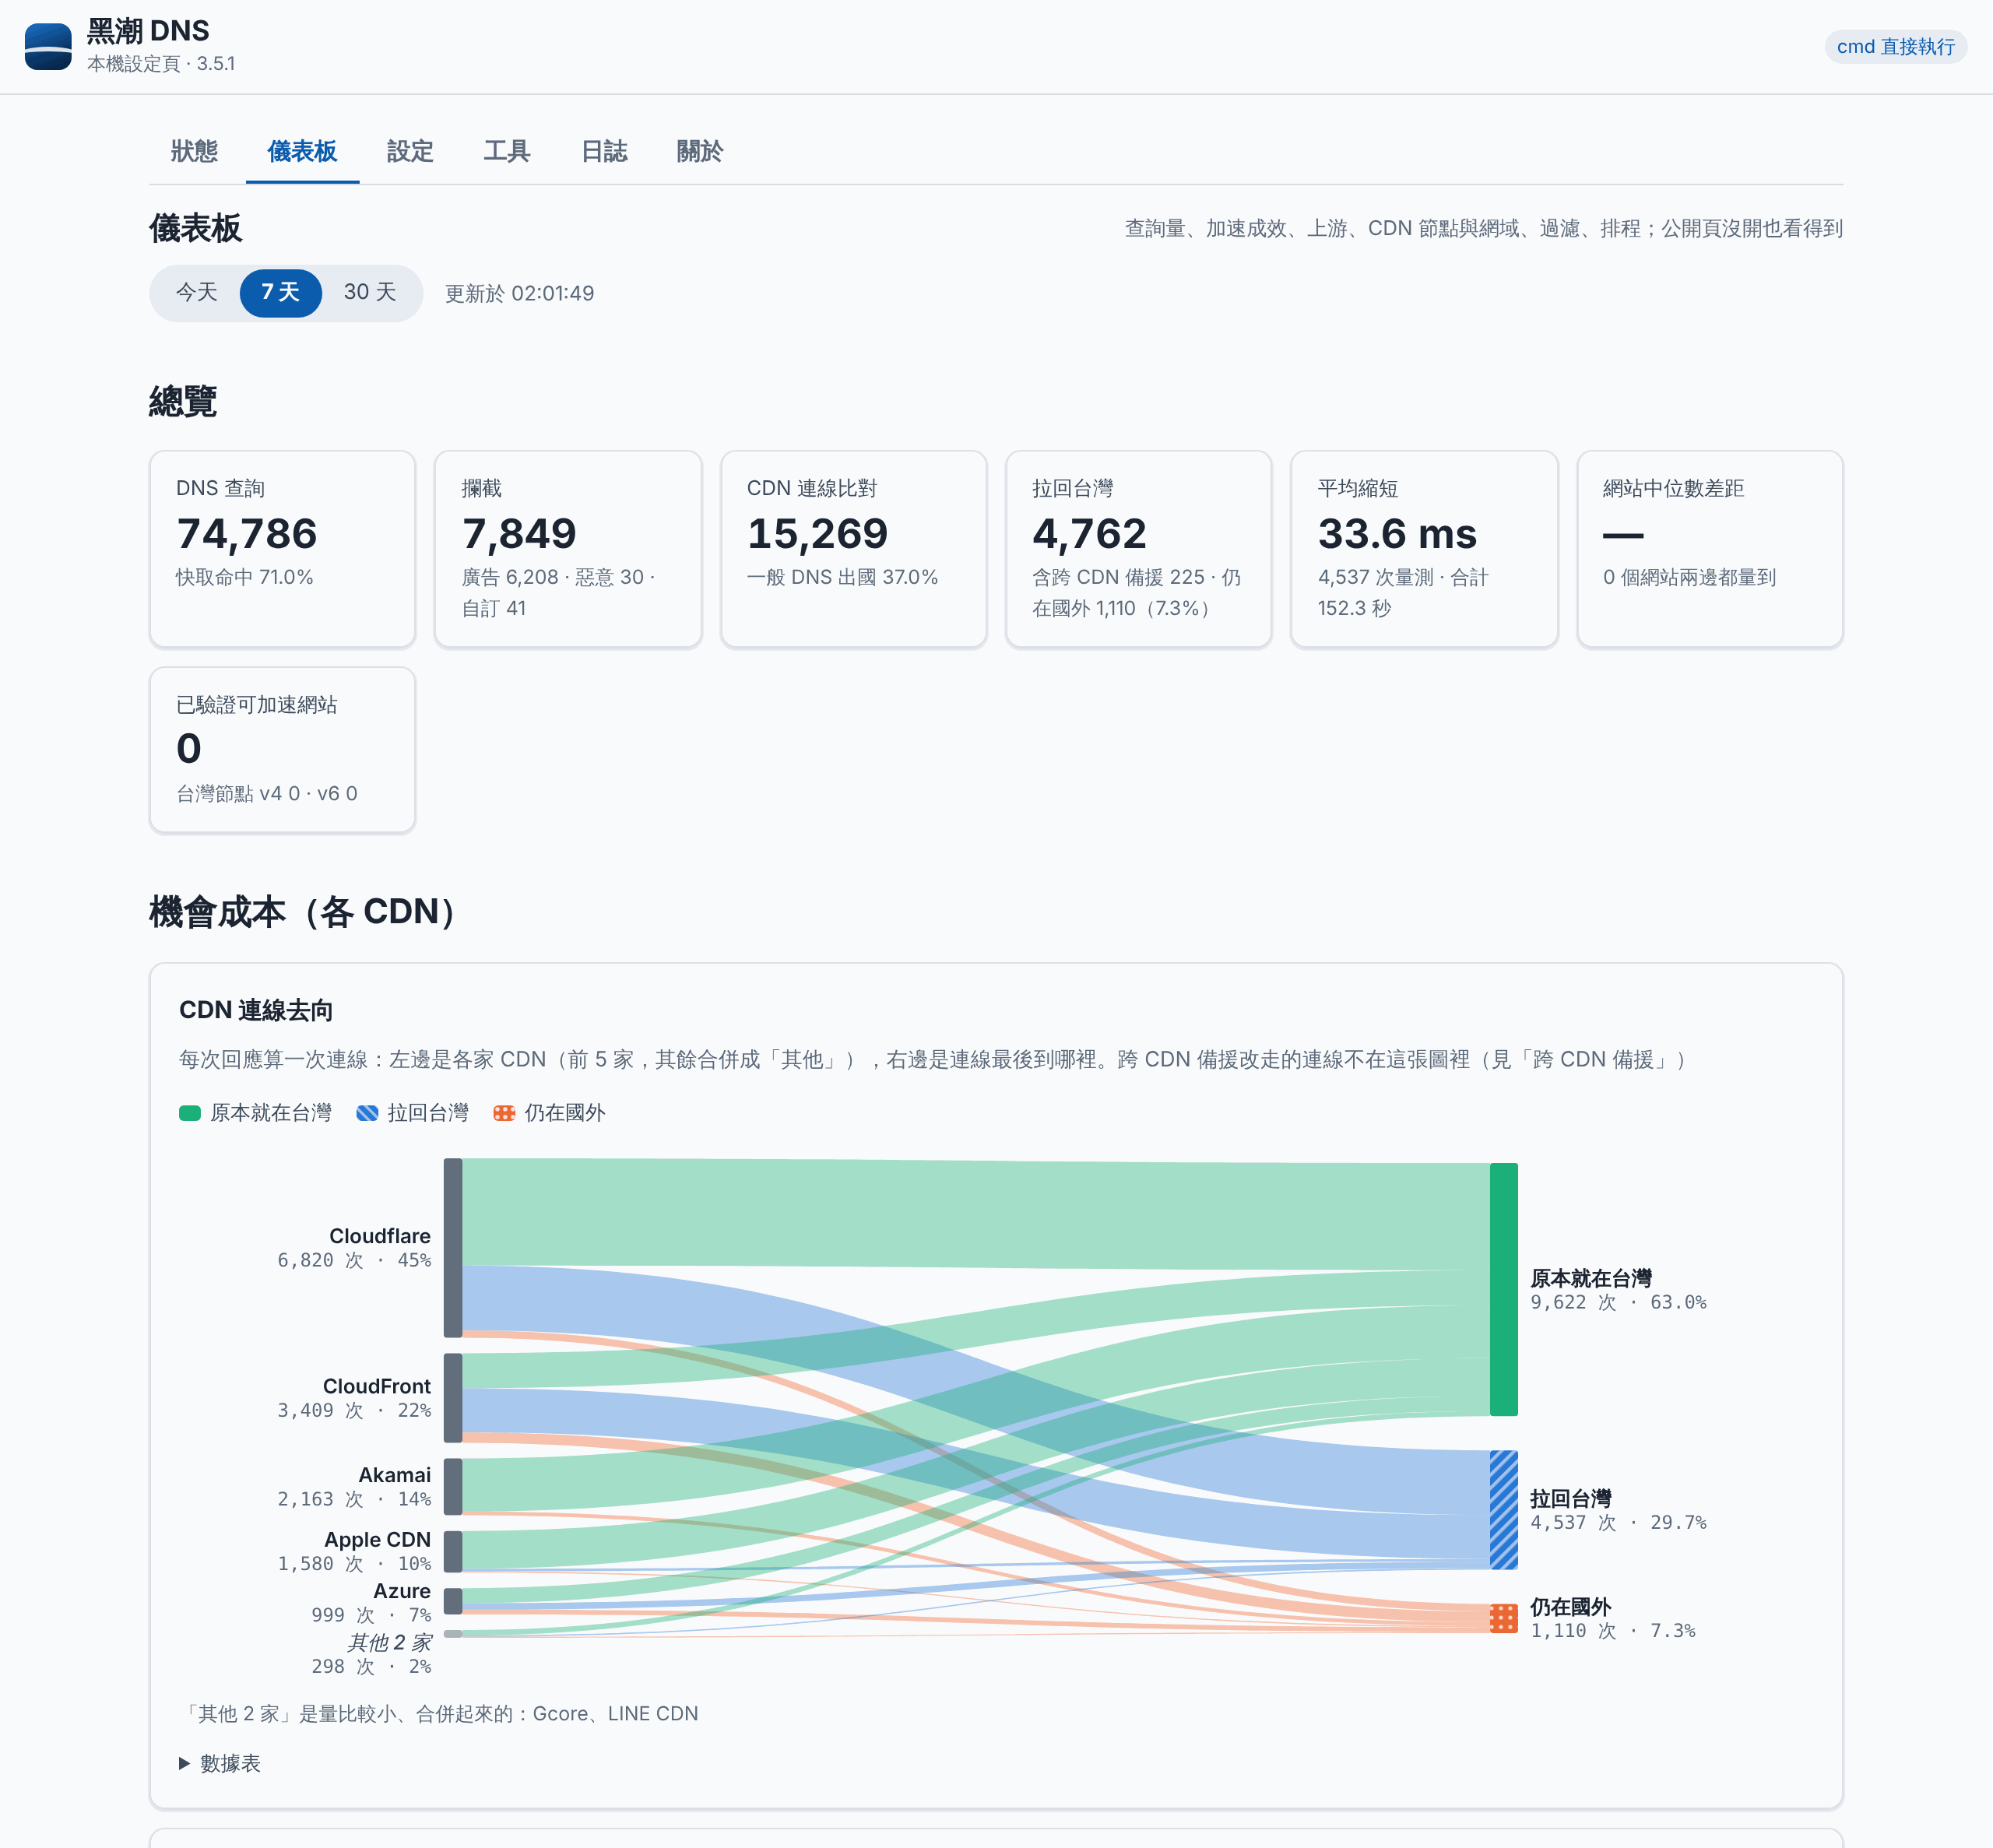 黑潮 DNS
本機設定頁 · 3.5.1
cmd 直接執行
狀態 儀表板 設定 工具 日誌 關於
儀表板
查詢量、加速成效、上游、CDN 節點與網域、過濾、排程；公開頁沒開也看得到
今天 7 天 30 天 更新於 02:01:49
總覽
DNS 查詢
74,786
快取命中 71.0%
攔截
7,849
廣告 6,208 · 惡意 30 ·
自訂 41
CDN 連線比對
15,269
一般 DNS 出國 37.0%
拉回台灣
4,762
含跨 CDN 備援 225 · 仍
在國外 1,110（7.3%）
平均縮短
33.6 ms
4,537 次量測 · 合計
152.3 秒
網站中位數差距
—
0 個網站兩邊都量到
已驗證可加速網站
0
台灣節點 v4 0 · v6 0
機會成本（各 CDN）
CDN 連線去向
每次回應算一次連線：左邊是各家 CDN（前 5 家，其餘合併成「其他」），右邊是連線最後到哪裡。跨 CDN 備援改走的連線不在這張圖裡（見「跨 CDN 備援」）
原本就在台灣 拉回台灣 仍在國外
Cloudflare
6,820 次 · 45%
CloudFront
3,409 次 · 22%
Akamai
2,163 次 · 14%
Apple CDN
1,580 次 · 10%
Azure
999 次 · 7%
其他 2 家
298 次 · 2%
原本就在台灣
9,622 次 · 63.0%
拉回台灣
4,537 次 · 29.7%
仍在國外
1,110 次 · 7.3%
「其他 2 家」是量比較小、合併起來的：Gcore、LINE CDN
▶ 數據表